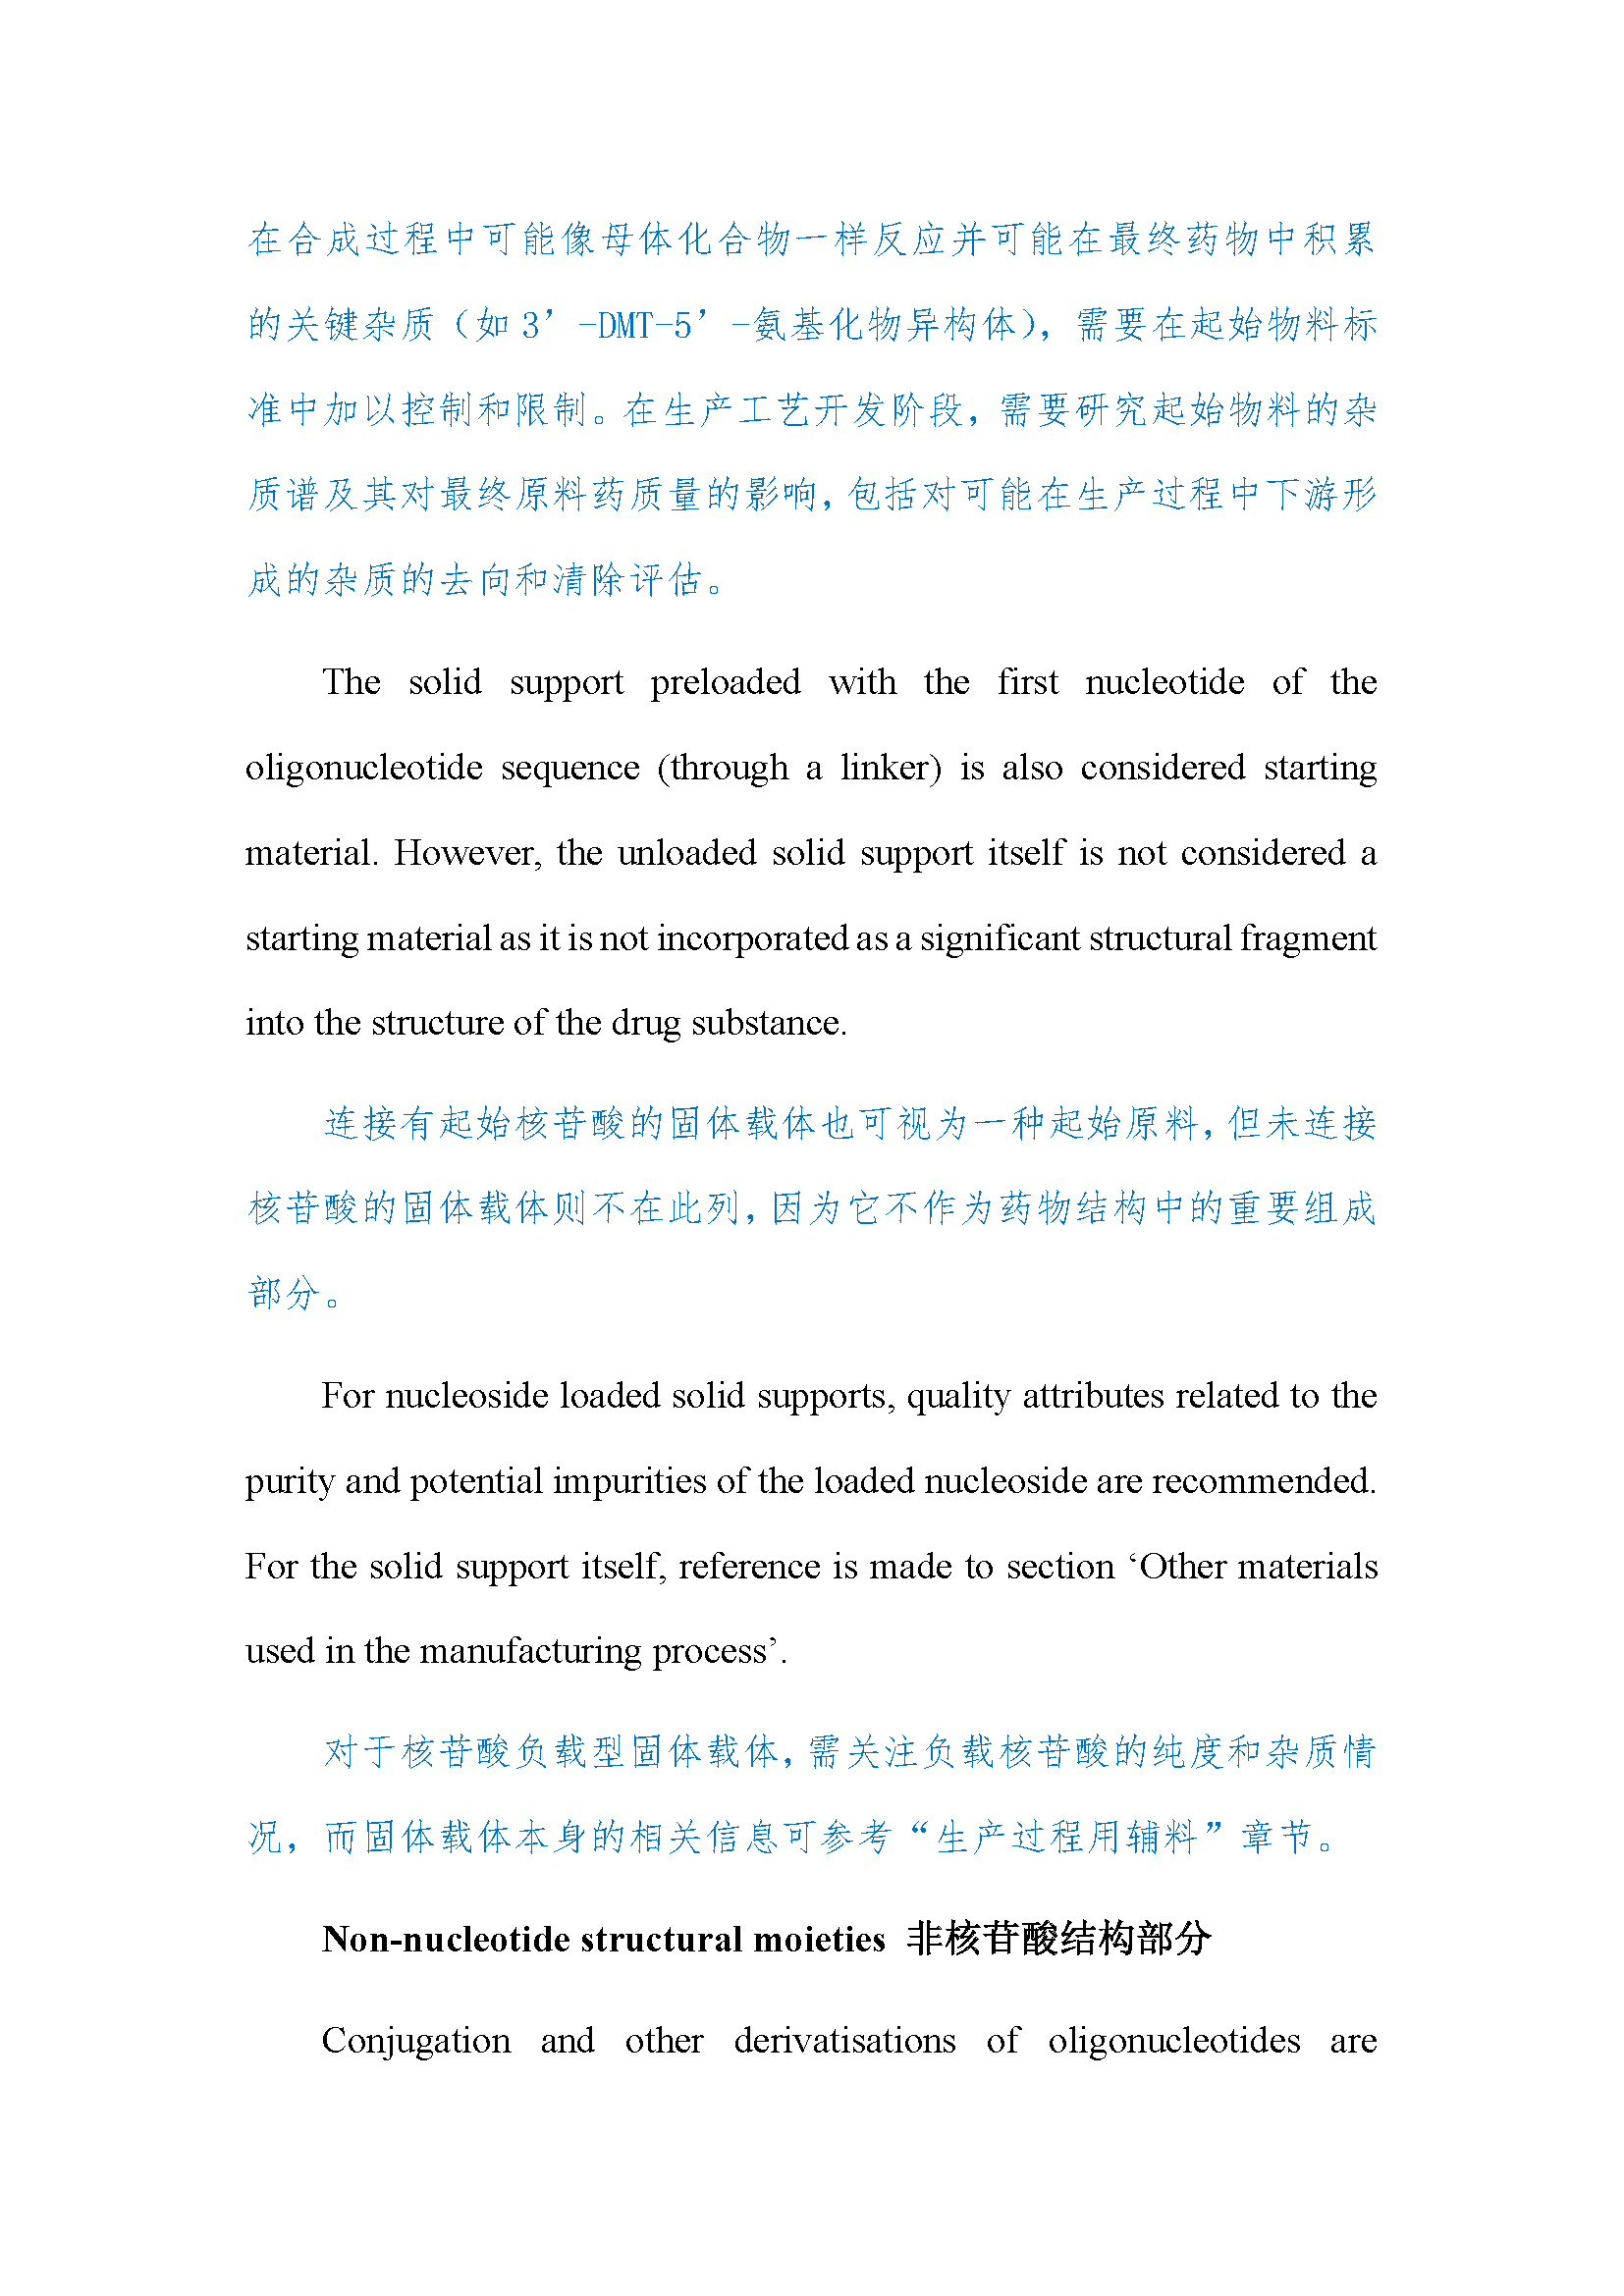 在合成过程中可能像母体化合物一样反应并可能在最终药物中积累
的关键杂质（如 3’-DMT-5’-氨基化物异构体），需要在起始物料标
准中加以控制和限制。在生产工艺开发阶段，需要研究起始物料的杂
质谱及其对最终原料药质量的影响，包括对可能在生产过程中下游形
成的杂质的去向和清除评估。
The solid support preloaded with the first nucleotide of the
oligonucleotide sequence (through a linker) is also considered starting
material. However, the unloaded solid support itself is not considered a
starting material as it is not incorporated as a significant structural fragment
into the structure of the drug substance.
连接有起始核苷酸的固体载体也可视为一种起始原料，但未连接
核苷酸的固体载体则不在此列，因为它不作为药物结构中的重要组成
部分。
For nucleoside loaded solid supports, quality attributes related to the
purity and potential impurities of the loaded nucleoside are recommended.
For the solid support itself, reference is made to section ‘Other materials
used in the manufacturing process’.
对于核苷酸负载型固体载体，需关注负载核苷酸的纯度和杂质情
况，而固体载体本身的相关信息可参考“生产过程用辅料”章节。
Non-nucleotide structural moieties 非核苷酸结构部分
Conjugation and other derivatisations of oligonucleotides are